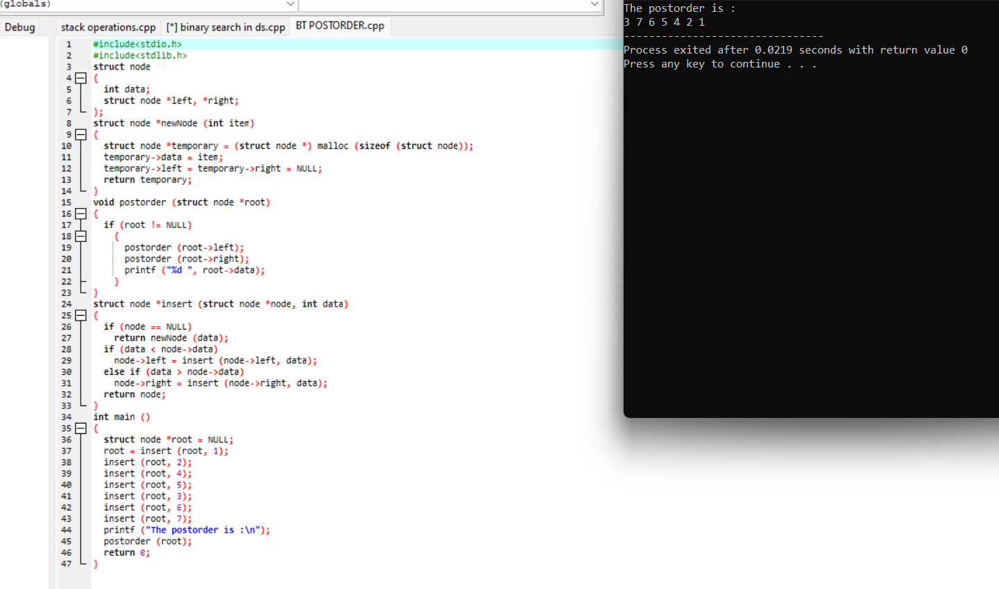 (globals)
Debug
stack operations.cpp [*] binary search in ds.cpp BT POSTORDER.cpp
1 #include<stdio.h>
2 #include<stdlib.h>
3 struct node
4 {
5 int data;
6 struct node *left, *right;
7 };
8 struct node *newNode (int item)
9 {
10 struct node *temporary = (struct node *) malloc (sizeof (struct node));
11 temporary->data = item;
12 temporary->left = temporary->right = NULL;
13 return temporary;
14 }
15 void postorder (struct node *root)
16 {
17 if (root != NULL)
18 {
19 postorder (root->left);
20 postorder (root->right);
21 printf ("%d ", root->data);
22 }
23 }
24 struct node *insert (struct node *node, int data)
25 {
26 if (node == NULL)
27 return newNode (data);
28 if (data < node->data)
29 node->left = insert (node->left, data);
30 else if (data > node->data)
31 node->right = insert (node->right, data);
32 return node;
33 }
34 int main ()
35 {
36 struct node *root = NULL;
37 root = insert (root, 1);
38 insert (root, 2);
39 insert (root, 4);
40 insert (root, 5);
41 insert (root, 3);
42 insert (root, 6);
43 insert (root, 7);
44 printf ("The postorder is :\n");
45 postorder (root);
46 return 0;
47 }
The postorder is :
3 7 6 5 4 2 1
--------------------------------
Process exited after 0.0219 seconds with return value 0
Press any key to continue . . .